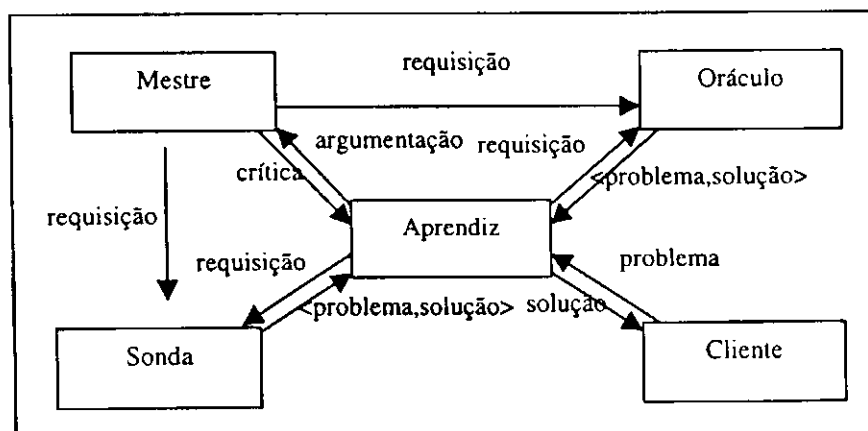 Mestre
requisição
Oráculo
argumentação
requisição
crítica
<problema,solução>
requisição
Aprendiz
requisição
problema
<problema,solução>
solução
Sonda
Cliente